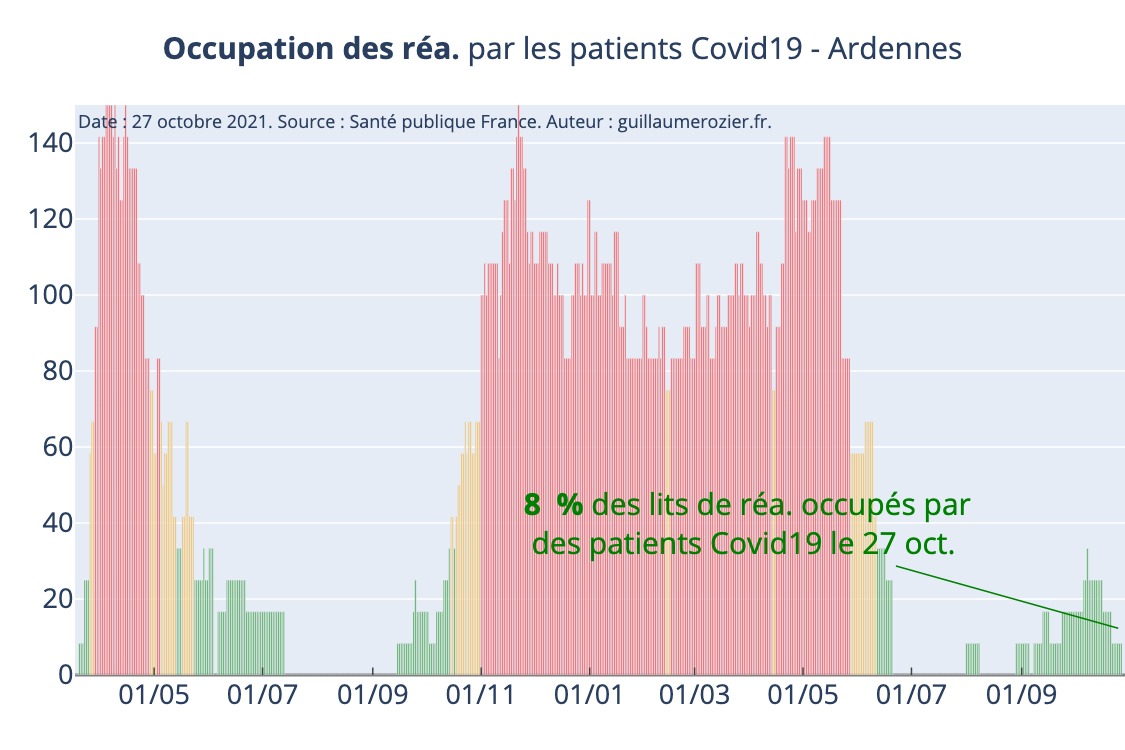 Occupation des réa. par les patients Covid19 - Ardennes
Date : 27 octobre 2021. Source : Santé publique France. Auteur : guillaumerozier.fr.
140
120
100
80
60
40
20
0
8 % des lits de réa. occupés par
des patients Covid19 le 27 oct.
01/05 01/07 01/09 01/11 01/01 01/03 01/05 01/07 01/09